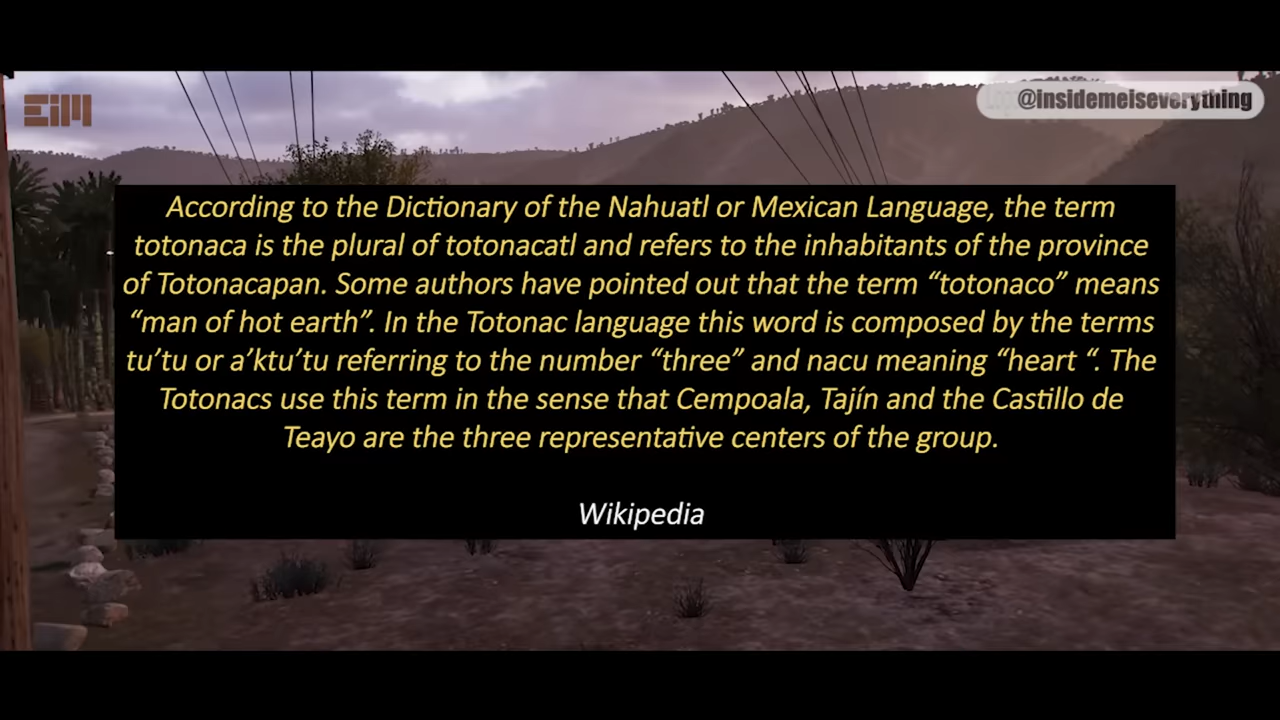 EiM
@insidemeiseverything
According to the Dictionary of the Nahuatl or Mexican Language, the term
totonaca is the plural of totonacatl and refers to the inhabitants of the province
of Totonacapan. Some authors have pointed out that the term “totonaco” means
“man of hot earth”. In the Totonac language this word is composed by the terms
tu’tu or a’ktu’tu referring to the number “three” and nacu meaning “heart “. The
Totonacs use this term in the sense that Cempoala, Tajín and the Castillo de
Teayo are the three representative centers of the group.
Wikipedia